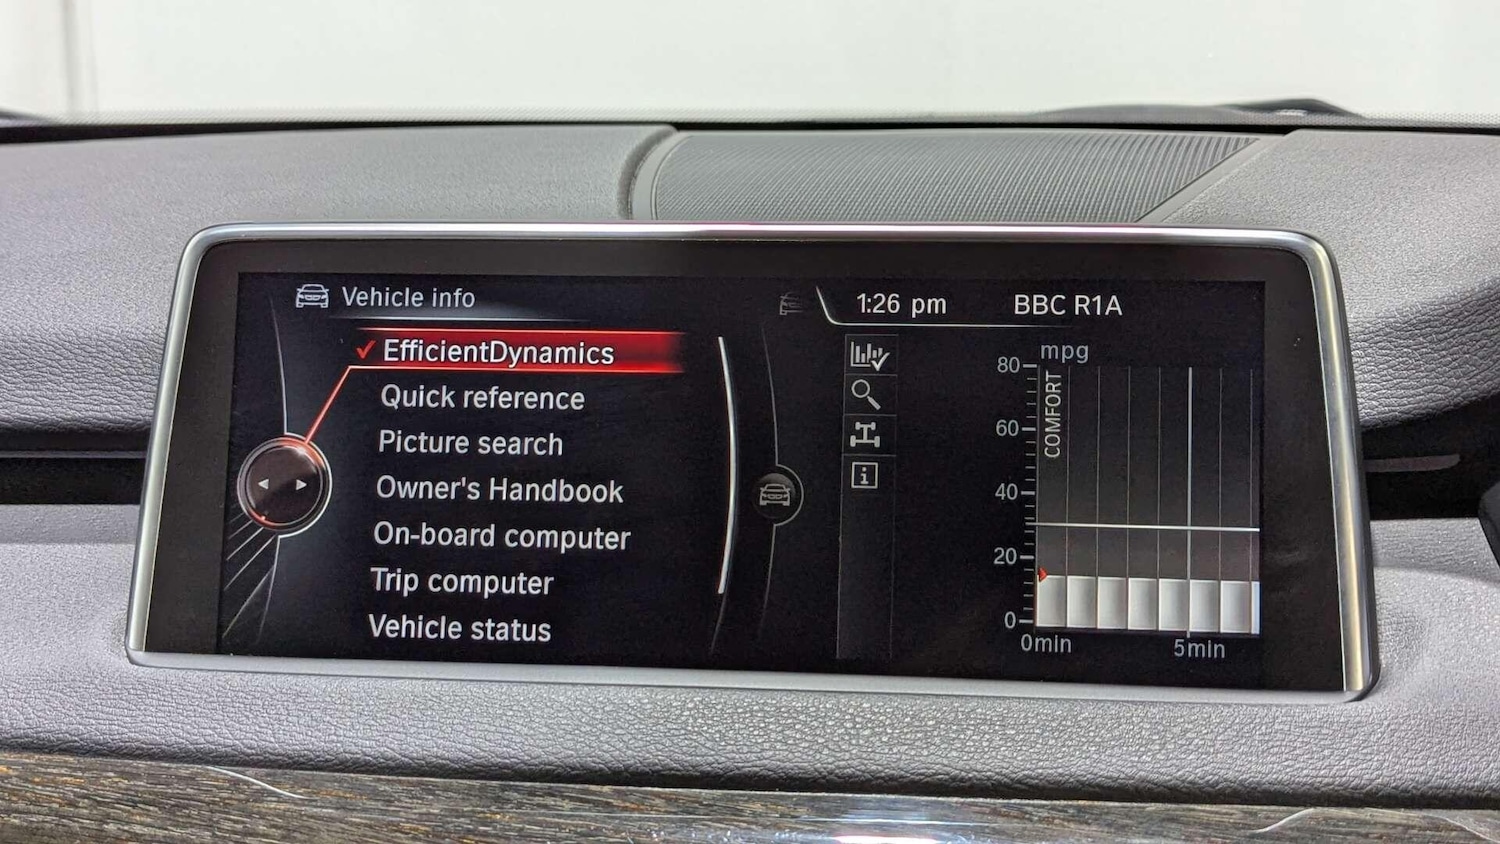 Vehicle info
EfficientDynamics
Quick reference
Picture search
Owner's Handbook
On-board computer
Trip computer
Vehicle status
1:26 pm BBC R1A
mpg
80
60
40
20
0
COMFORT
0min 5min